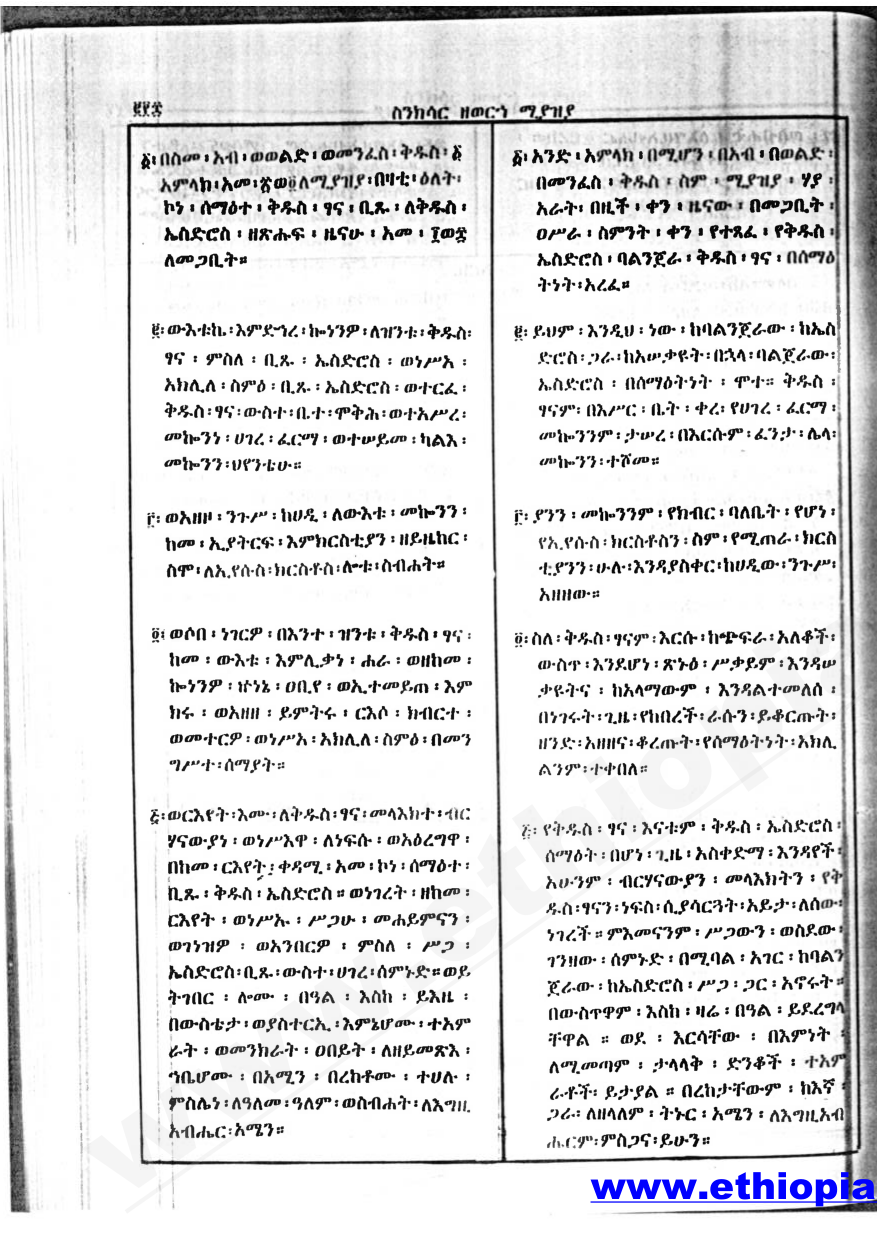 ስንክሳር ዘወርኀ ሚያዝያ
፩፡ በስመ ፡ አብ ፡ ወወልድ ፡ ወመንፈስ ፡ ቅዱስ ፡ ፩
አምላክ ፡ አመ ፡ ፳ወ፬ ለሚያዝያ ፡ በዛቲ ፡ ዕለት ፡
ኮነ ፡ ሰማዕተ ፡ ቅዱስ ፡ ፃና ፡ ቢጹ ፡ ለቅዱስ ፡
ኤስድሮስ ፡ ዘጽሑፍ ፡ ዜናሁ ፡ አመ ፡ ፲ወ፰
ለመጋቢት።
፪፡ ውእቱኬ ፡ እምድኅረ ፡ ኰነንዎ ፡ ለዝንቱ ፡ ቅዱስ ፡
ፃና ፡ ምስለ ፡ ቢጹ ፡ ኤስድሮስ ፡ ወነሥአ ፡
አክሊለ ፡ ስምዕ ፡ ቢጹ ፡ ኤስድሮስ ፡ ወተርፈ ፡
ቅዱስ ፡ ፃና ፡ ውስተ ፡ ቤተ ፡ ሞቅሕ ፡ ወተአሥረ ፡
መኰንነ ፡ ሀገረ ፡ ፈርማ ፡ ወተሠይመ ፡ ካልእ ፡
መኰንን ፡ ህየንቴሁ ።
፫፡ ወአዘዞ ፡ ንጉሥ ፡ ከሀዲ ፡ ለውእቱ ፡ መኰንን ፡
ከመ ፡ ኢያትርፍ ፡ እምክርስቲያን ፡ ዘይዜከር ፡
ስሞ ፡ ለኢየሱስ ፡ ክርስቶስ ፡ ሎቱ ፡ ስብሐት።
፬፡ ወሶበ ፡ ነገርዎ ፡ በእንተ ፡ ዝንቱ ፡ ቅዱስ ፡ ፃና ፡
ከመ ፡ ውእቱ ፡ እምሊቃነ ፡ ሐራ ፡ ወዘከመ ፡
ኰነንዎ ፡ ኵነኔ ፡ ዐቢየ ፡ ወኢተመይጠ ፡ እም
ክሩ ፡ ወአዘዘ ፡ ይምትሩ ፡ ርእሶ ፡ ክብርተ ፡
ወመተርዎ ፡ ወነሥአ ፡ አክሊለ ፡ ስምዕ ፡ በመን
ግሥተ ፡ ሰማያት።
፭፡ ወርእየት ፡ እሙ ፡ ለቅዱስ ፡ ፃና ፡ መላእክተ ፡ ብር
ሃናውያነ ፡ ወነሥእዋ ፡ ለነፍሱ ፡ ወአዕረግዋ ፡
በከመ ፡ ርእየት ፡ ቀዳሚ ፡ አመ ፡ ኮነ ፡ ሰማዕተ ፡
ቢጹ ፡ ቅዱስ ፡ ኤስድሮስ ። ወነገረት ፡ ዘከመ ፡
ርእየት ፡ ወነሥኡ ፡ ሥጋሁ ፡ መሐይምናን ፡
ወገነዝዎ ፡ ወአንበርዎ ፡ ምስለ ፡ ሥጋ ፡
ኤስድሮስ ፡ ቢጹ ፡ ውስተ ፡ ሀገረ ፡ ሰምኑድ። ወይ
ትገበር ፡ ሎሙ ፡ በዓል ፡ እስከ ፡ ይእዜ ፡
በውስቴታ ፡ ወያስተርኢ ፡ እምኔሆሙ ፡ ተአም
ራት ፡ ወመንክራት ፡ ዐበይት ፡ ለዘይመጽእ ፡
ኀቤሆሙ ፡ በአሚን ፡ በረከቶሙ ፡ ተሀሉ ፡
ምስሌነ ፡ ለዓለመ ፡ ዓለም ፡ ወስብሐት ፡ ለእግዚ
አብሔር ፡ አሜን።
፩፡ አንድ ፡ አምላክ ፡ በሚሆን ፡ በአብ ፡ በወልድ ፡
በመንፈስ ፡ ቅዱስ ፡ ስም ፡ ሚያዝያ ፡ ሃያ ፡
አራት ፡ በዚች ፡ ቀን ፡ ዜናው ፡ በመጋቢት ፡
ዐሥራ ፡ ስምንት ፡ ቀን ፡ የተጻፈ ፡ የቅዱስ ፡
ኤስድሮስ ፡ ባልንጀራ ፡ ቅዱስ ፡ ፃና ፡ በሰማዕ
ትነት ፡ አረፈ።
፪፡ ይህም ፡ እንዲህ ፡ ነው ፡ ከባልንጀራው ፡ ከኤስ
ድሮስ ፡ ጋራ ፡ ከአሠቃዩት ፡ በኋላ ፡ ባልጀራው ፡
ኤስድሮስ ፡ በሰማዕትነት ፡ ሞተ። ቅዱስ ፡
ፃናም ፡ በእሥር ፡ ቤት ፡ ቀረ ፡ የሀገረ ፡ ፈርማ ፡
መኰንንም ፡ ታሠረ ፡ በእርሱም ፡ ፈንታ ፡ ሌላ ፡
መኰንን ፡ ተሾመ።
፫፡ ያንን ፡ መኰንንም ፡ የክብር ፡ ባለቤት ፡ የሆነ ፡
የኢየሱስ ፡ ክርስቶስን ፡ ስም ፡ የሚጠራ ፡ ክርስ
ቲያንን ፡ ሁሉ ፡ እንዳያስቀር ፡ ከሀዲው ፡ ንጉሥ ፡
አዘዘው።
፬፡ ስለ ፡ ቅዱስ ፡ ፃናም ፡ እርሱ ፡ ከጭፍራ ፡ አለቆች ፡
ውስጥ ፡ እንደሆነ ፡ ጽኑዕ ፡ ሥቃይም ፡ እንዳሠ
ቃዩትና ፡ ከአላማውም ፡ እንዳልተመለሰ ፡
በነገሩት ፡ ጊዜ ፡ የከበረች ፡ ራሱን ፡ ይቆርጡት ፡
ዘንድ ፡ አዘዘና ፡ ቆረጡት ፡ የሰማዕትነት ፡ አክሊ
ልንም ፡ ተቀበለ።
፭፡ የቅዱስ ፡ ፃና ፡ እናቱም ፡ ቅዱስ ፡ ኤስድሮስ ፡
ሰማዕት ፡ በሆነ ፡ ጊዜ ፡ አስቀድማ ፡ እንዳየች ፡
አሁንም ፡ ብርሃናውያን ፡ መላእክትን ፡ የቅ
ዱስ ፡ ፃናን ፡ ነፍስ ፡ ሲያሳርጓት ፡ አይታ ፡ ለሰው ፡
ነገረች ። ምእመናንም ፡ ሥጋውን ፡ ወስደው ፡
ገንዘው ፡ ሰምኑድ ፡ በሚባል ፡ አገር ፡ ከባልን
ጀራው ፡ ከኤስድሮስ ፡ ሥጋ ፡ ጋር ፡ አኖሩት።
በውስጥዋም ፡ እስከ ፡ ዛሬ ፡ በዓል ፡ ይደረግላ
ቸዋል ። ወደ ፡ እርሳቸው ፡ በእምነት ፡
ለሚመጣም ፡ ታላላቅ ፡ ድንቆች ፡ ተአም
ራቶች ፡ ይታያል ። በረከታቸውም ፡ ከእኛ ፡
ጋራ ፡ ለዘላለም ፡ ትኑር ፡ አሜን ፡ ለእግዚአብ
ሔርም ፡ ምስጋና ፡ ይሁን።
www.ethiopia